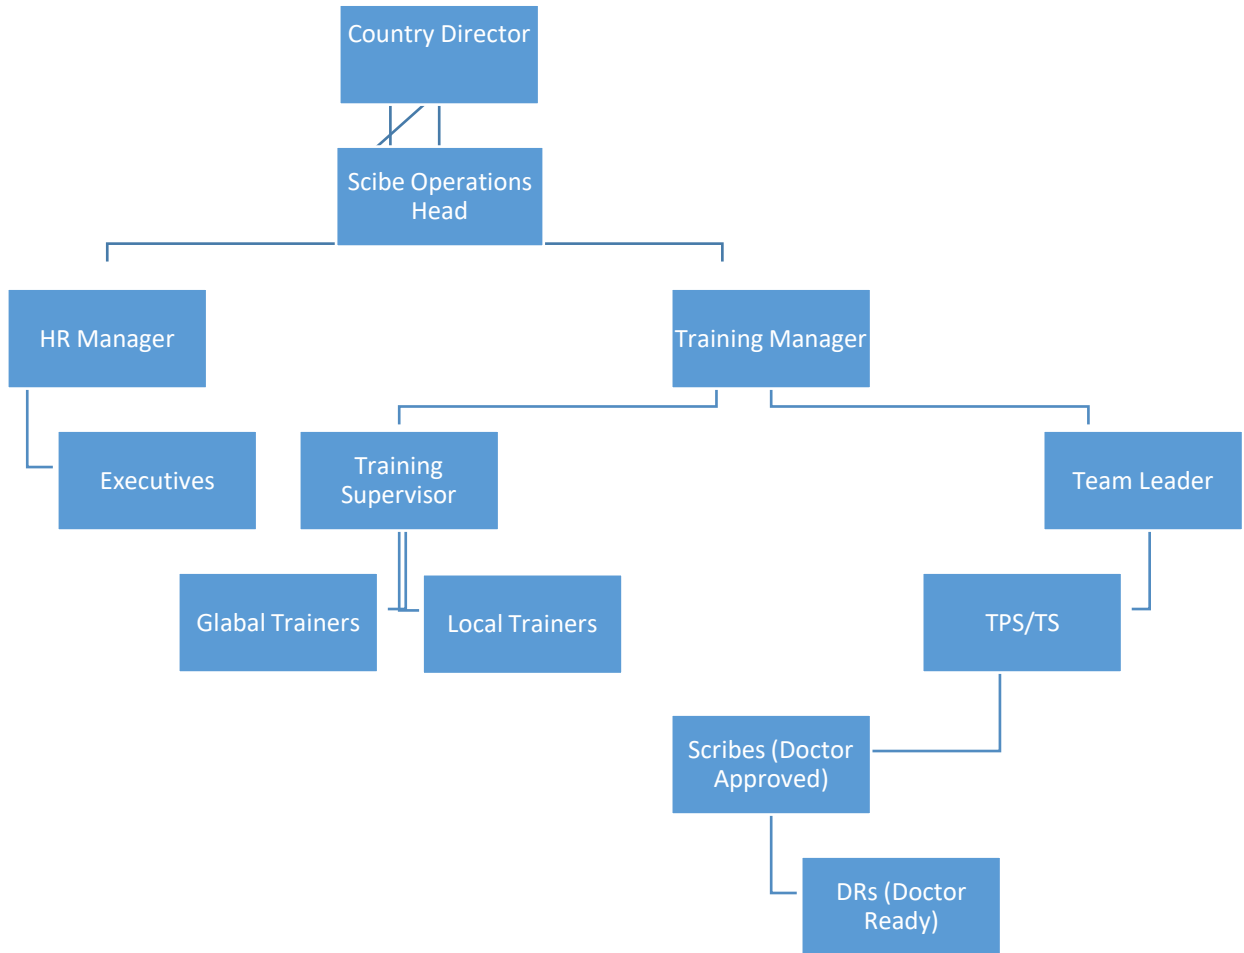 Country Director
Scibe Operations
Head
HR Manager
Training Manager
Executives
Training
Supervisor
Team Leader
Glabal Trainers
Local Trainers
TPS/TS
Scribes (Doctor
Approved)
DRs (Doctor
Ready)